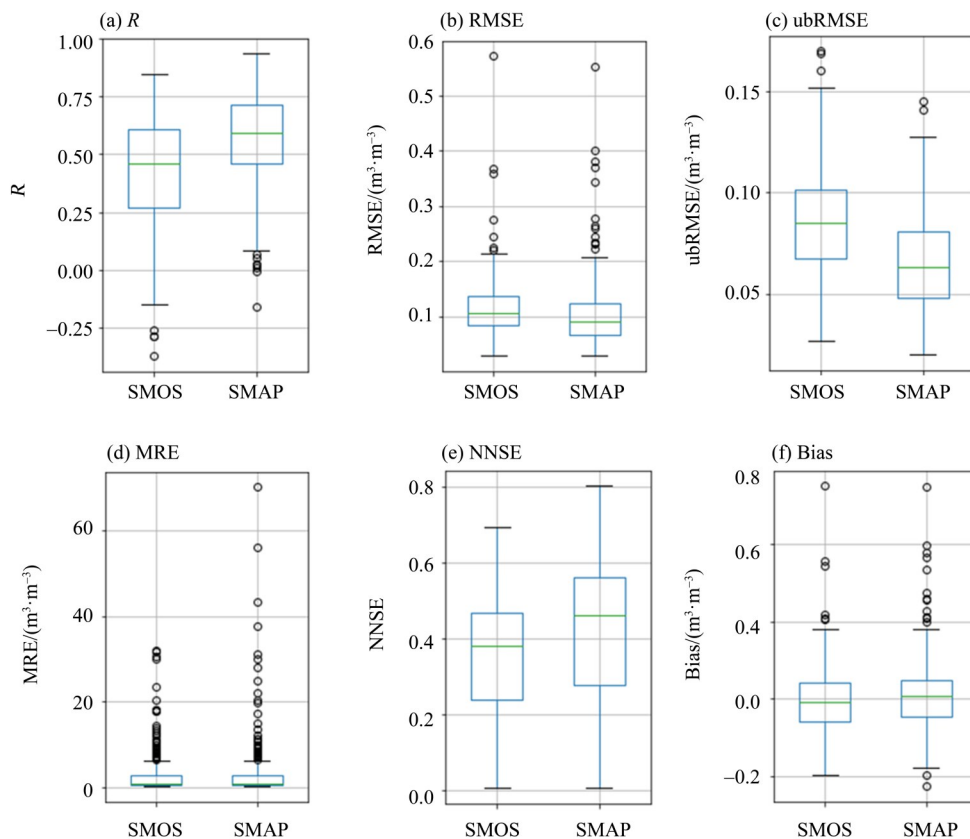 (a) R
1.00
0.75
0.50
0.25
0.00
−0.25
R
SMOS SMAP
(b) RMSE
0.6
0.5
0.4
0.3
0.2
0.1
RMSE/(m³·m⁻³)
SMOS SMAP
(c) ubRMSE
0.15
0.10
0.05
ubRMSE/(m³·m⁻³)
SMOS SMAP
(d) MRE
60
40
20
0
MRE/(m³·m⁻³)
SMOS SMAP
(e) NNSE
0.8
0.6
0.4
0.2
0.0
NNSE
SMOS SMAP
(f) Bias
0.8
0.6
0.4
0.0
−0.2
Bias/(m³·m⁻³)
SMOS SMAP